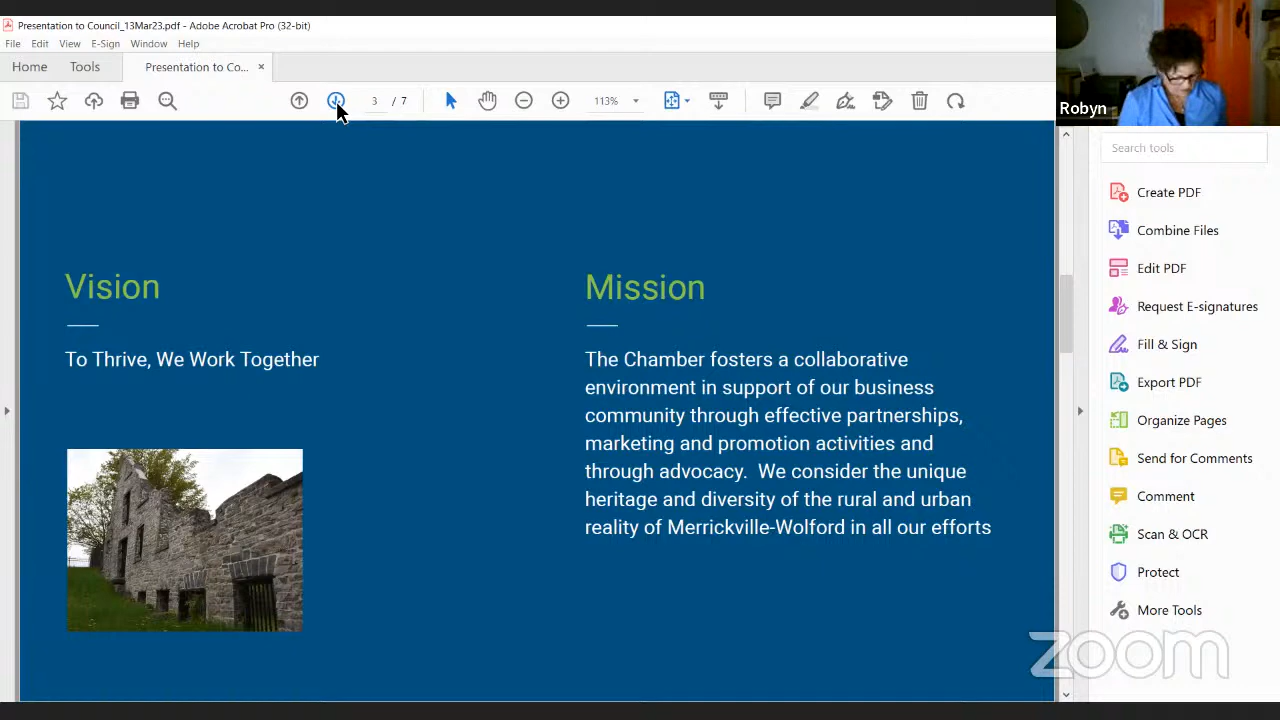 Presentation to Council_13Mar23.pdf - Adobe Acrobat Pro (32-bit)
File Edit View E-Sign Window Help
Home Tools Presentation to Co... ×
3 / 7 113%
Robyn
Search tools
Create PDF
Combine Files
Edit PDF
Request E-signatures
Fill & Sign
Export PDF
Organize Pages
Send for Comments
Comment
Scan & OCR
Protect
More Tools
Vision
To Thrive, We Work Together
Mission
The Chamber fosters a collaborative
environment in support of our business
community through effective partnerships,
marketing and promotion activities and
through advocacy.  We consider the unique
heritage and diversity of the rural and urban
reality of Merrickville-Wolford in all our efforts
zoom